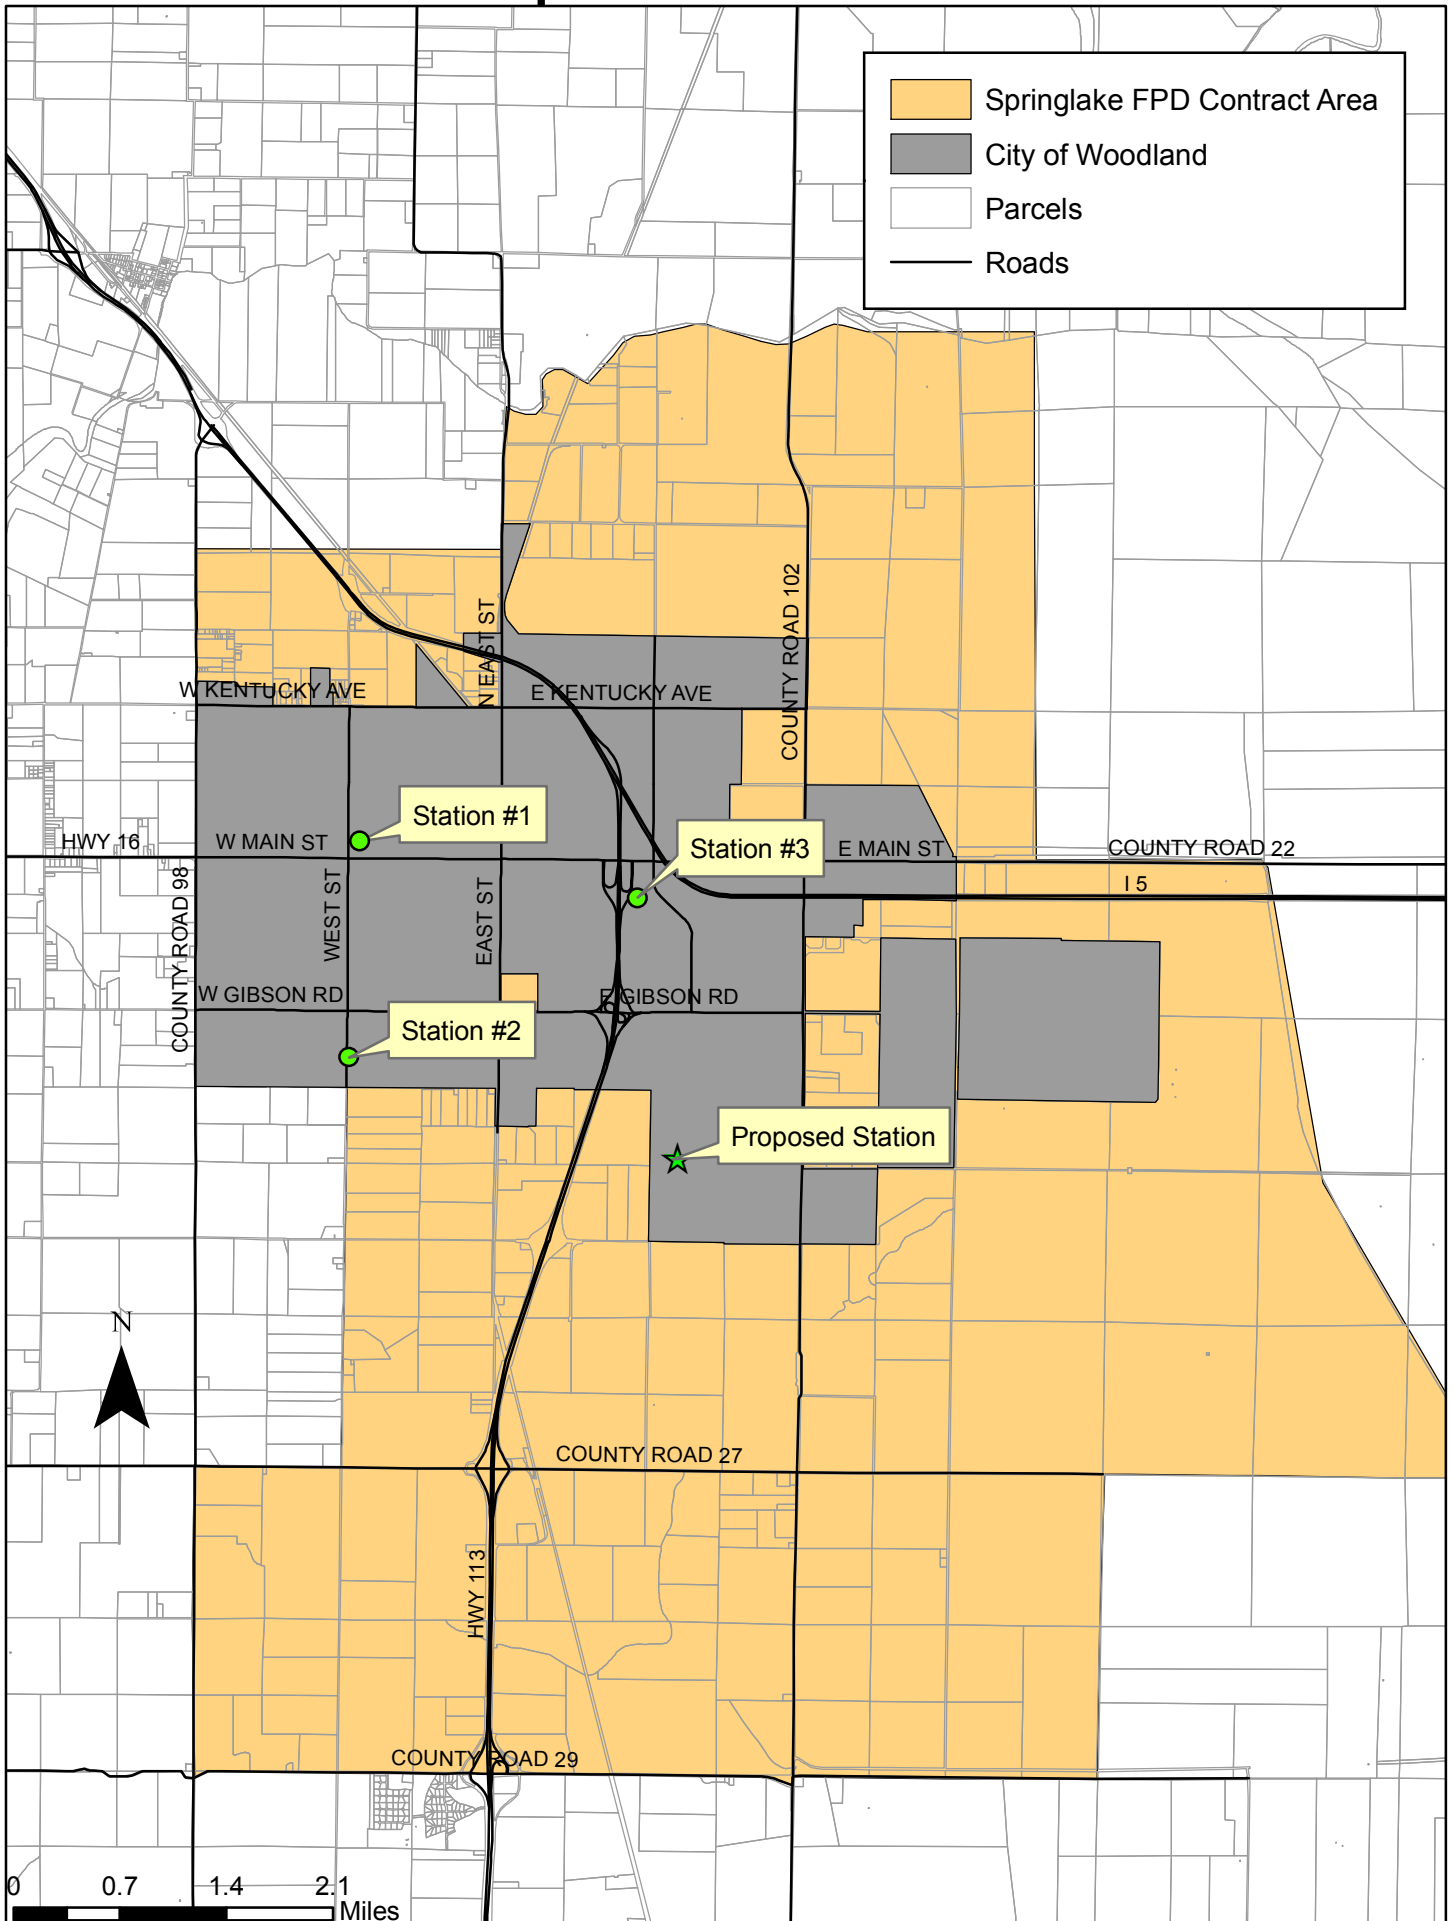 Springlake FPD Contract Area
City of Woodland
Parcels
Roads
COUNTY ROAD 102
N EAST ST
W KENTUCKY AVE
E KENTUCKY AVE
Station #1
HWY 16
W MAIN ST
Station #3
E MAIN ST
COUNTY ROAD 22
I 5
COUNTY ROAD 98
WEST ST
EAST ST
W GIBSON RD
E GIBSON RD
Station #2
Proposed Station
N
COUNTY ROAD 27
HWY 113
COUNTY ROAD 29
0 0.7 1.4 2.1
Miles